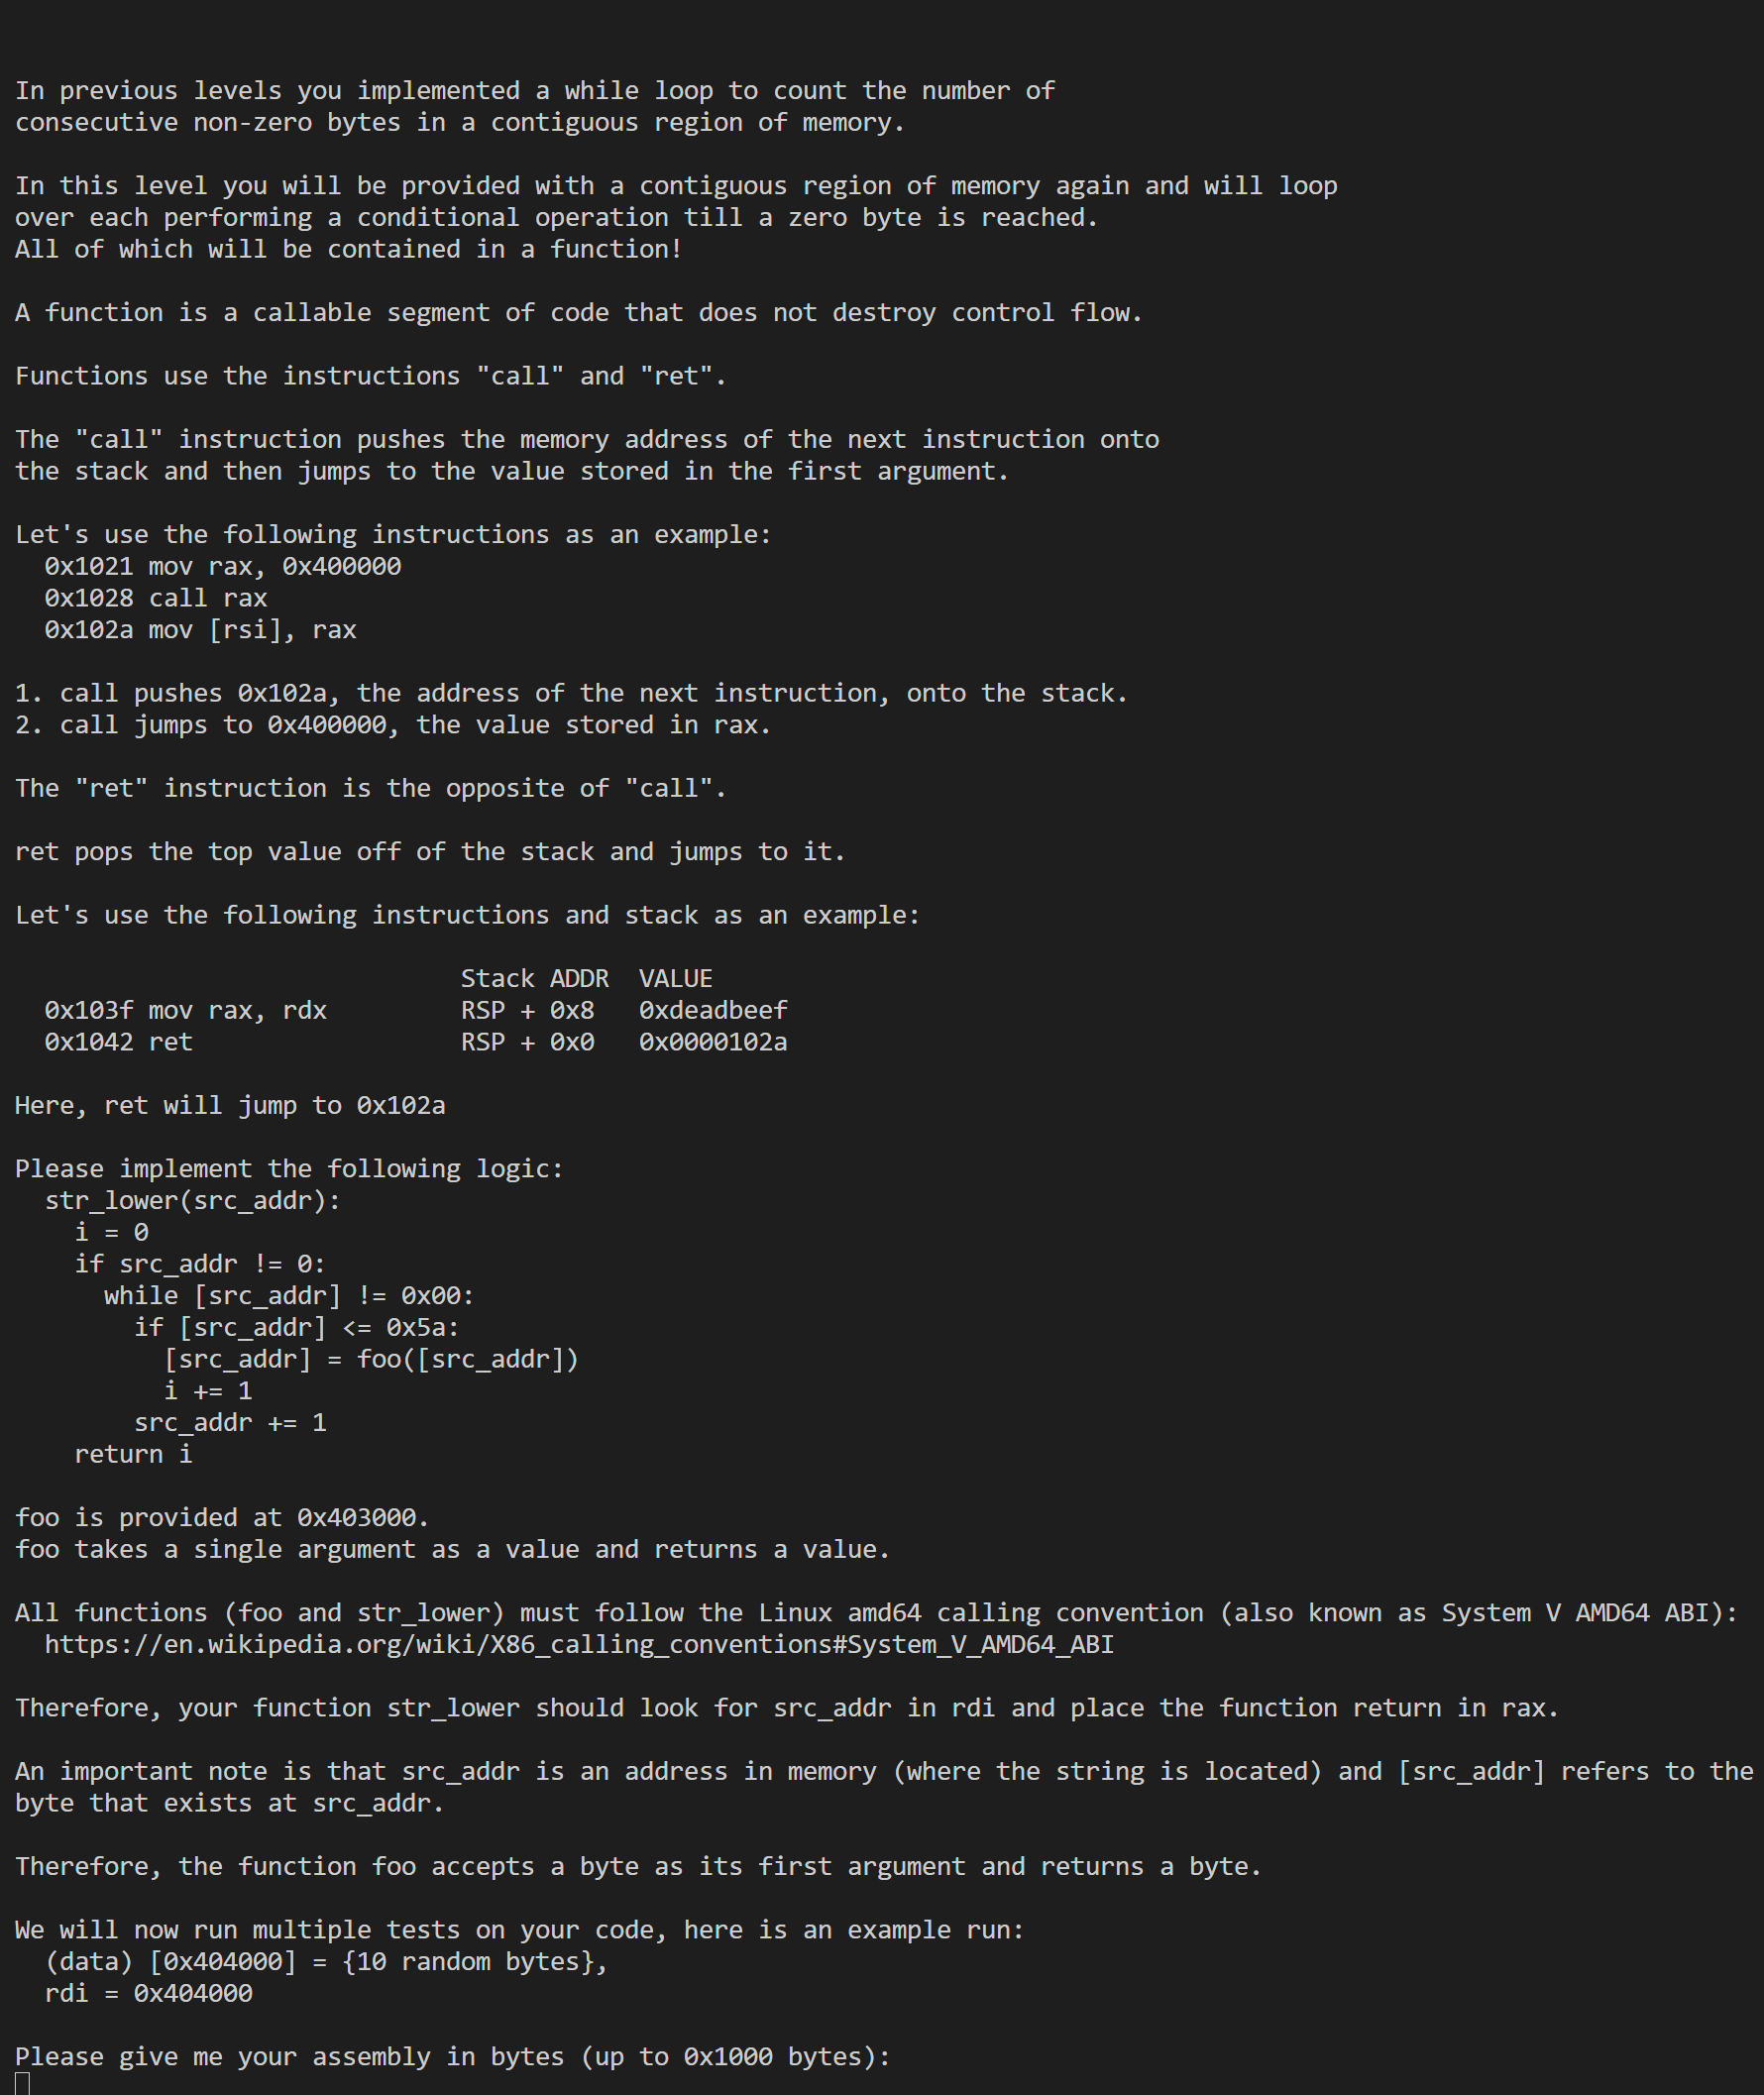 In previous levels you implemented a while loop to count the number of
consecutive non-zero bytes in a contiguous region of memory.

In this level you will be provided with a contiguous region of memory again and will loop
over each performing a conditional operation till a zero byte is reached.
All of which will be contained in a function!

A function is a callable segment of code that does not destroy control flow.

Functions use the instructions "call" and "ret".

The "call" instruction pushes the memory address of the next instruction onto
the stack and then jumps to the value stored in the first argument.

Let's use the following instructions as an example:
  0x1021 mov rax, 0x400000
  0x1028 call rax
  0x102a mov [rsi], rax

1. call pushes 0x102a, the address of the next instruction, onto the stack.
2. call jumps to 0x400000, the value stored in rax.

The "ret" instruction is the opposite of "call".

ret pops the top value off of the stack and jumps to it.

Let's use the following instructions and stack as an example:

                              Stack ADDR  VALUE
  0x103f mov rax, rdx         RSP + 0x8   0xdeadbeef
  0x1042 ret                  RSP + 0x0   0x0000102a

Here, ret will jump to 0x102a

Please implement the following logic:
  str_lower(src_addr):
    i = 0
    if src_addr != 0:
      while [src_addr] != 0x00:
        if [src_addr] <= 0x5a:
          [src_addr] = foo([src_addr])
          i += 1
        src_addr += 1
    return i

foo is provided at 0x403000.
foo takes a single argument as a value and returns a value.

All functions (foo and str_lower) must follow the Linux amd64 calling convention (also known as System V AMD64 ABI):
  https://en.wikipedia.org/wiki/X86_calling_conventions#System_V_AMD64_ABI

Therefore, your function str_lower should look for src_addr in rdi and place the function return in rax.

An important note is that src_addr is an address in memory (where the string is located) and [src_addr] refers to the
byte that exists at src_addr.

Therefore, the function foo accepts a byte as its first argument and returns a byte.

We will now run multiple tests on your code, here is an example run:
  (data) [0x404000] = {10 random bytes},
  rdi = 0x404000

Please give me your assembly in bytes (up to 0x1000 bytes):